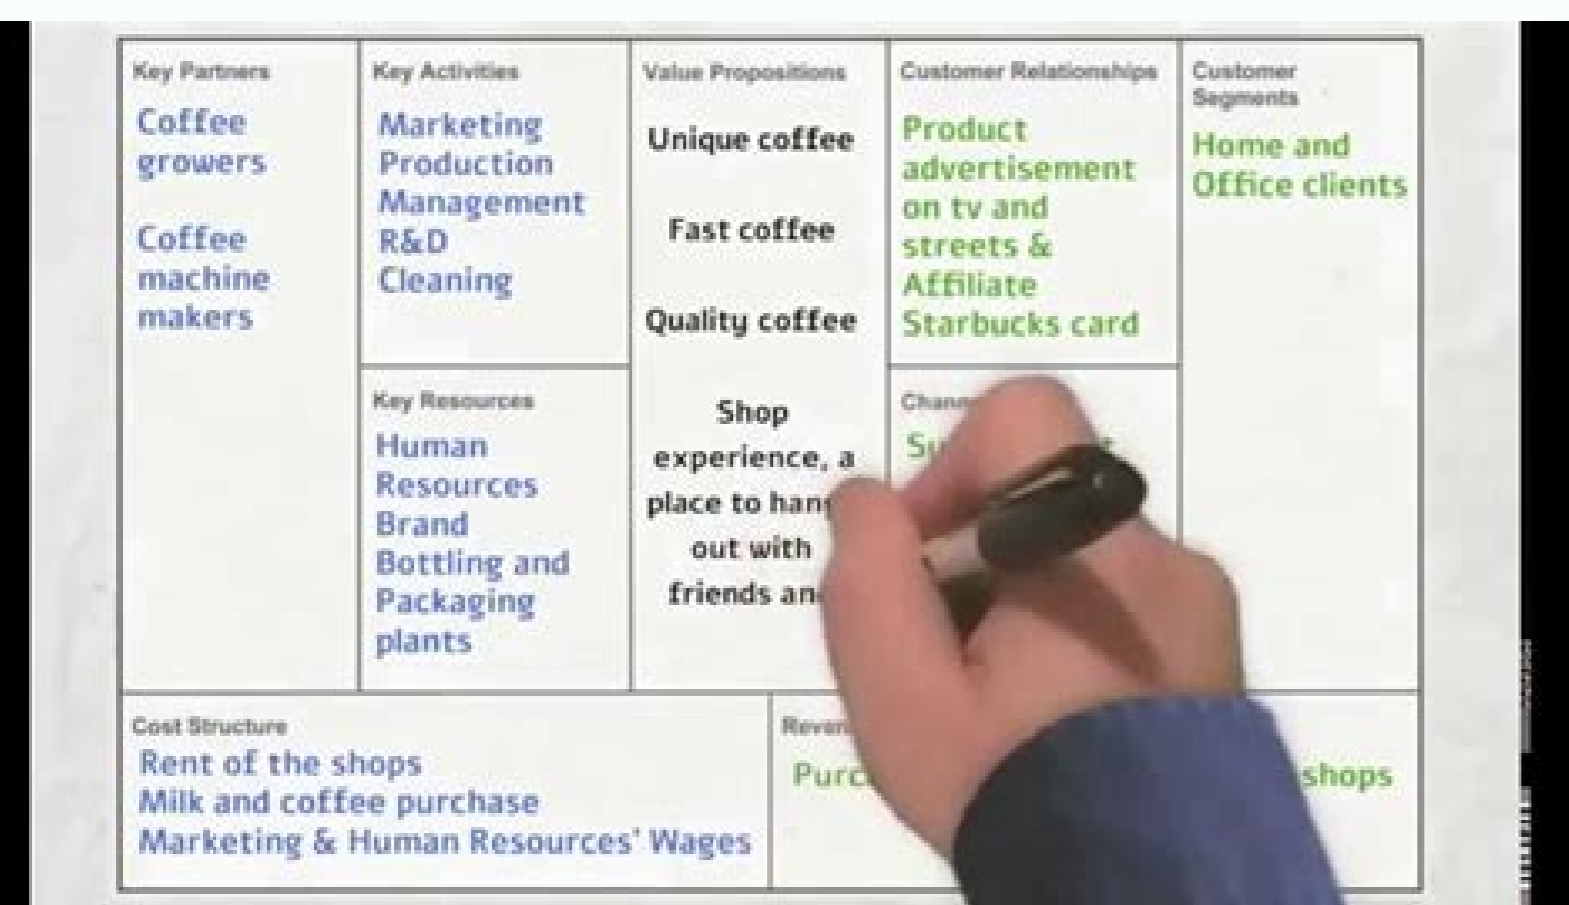 Key Partners
Coffee
growers
Coffee
machine
makers
Key Activities
Marketing
Production
Management
R&D
Cleaning
Key Resources
Human
Resources
Brand
Bottling and
Packaging
plants
Value Propositions
Unique coffee
Fast coffee
Quality coffee
Shop
experience, a
place to
out with
friends
Customer Relationships
Product
advertisement
on tv and
streets &
Affiliate
Starbucks card
Customer
Segments
Home and
Office clients
Cost Structure
Rent of the shops
Milk and coffee purchase
Marketing & Human Resources' Wages
shops